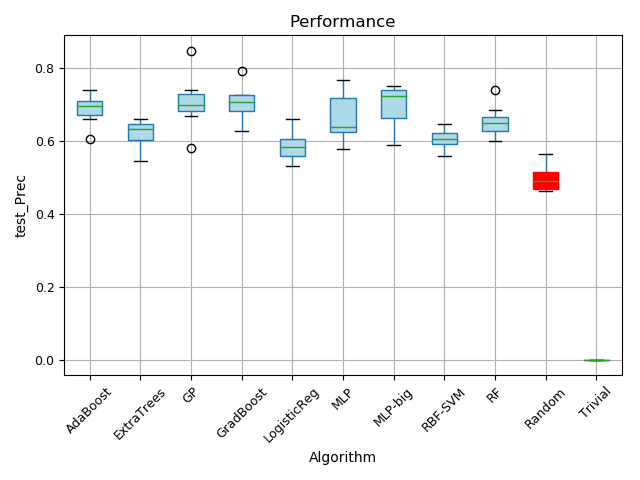 Performance
test_Prec
0.8
0.6
0.4
0.2
0.0
AdaBoost
ExtraTrees
GP
GradBoost
LogisticReg
MLP
MLP-big
RBF-SVM
RF
Random
Trivial
Algorithm